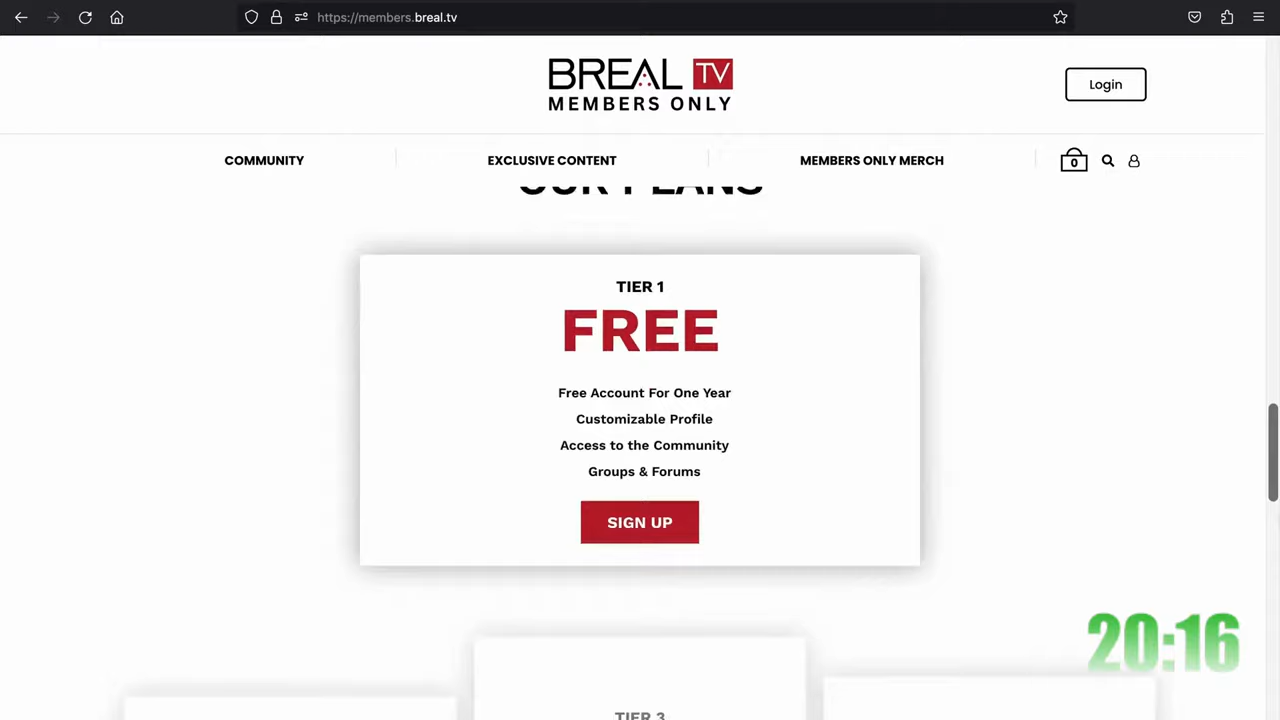 https://members.breal.tv
BREAL TV
MEMBERS ONLY
Login
COMMUNITY
EXCLUSIVE CONTENT
MEMBERS ONLY MERCH
0
OUR PLANS
TIER 1
FREE
Free Account For One Year
Customizable Profile
Access to the Community
Groups & Forums
SIGN UP
20:16
TIER 3